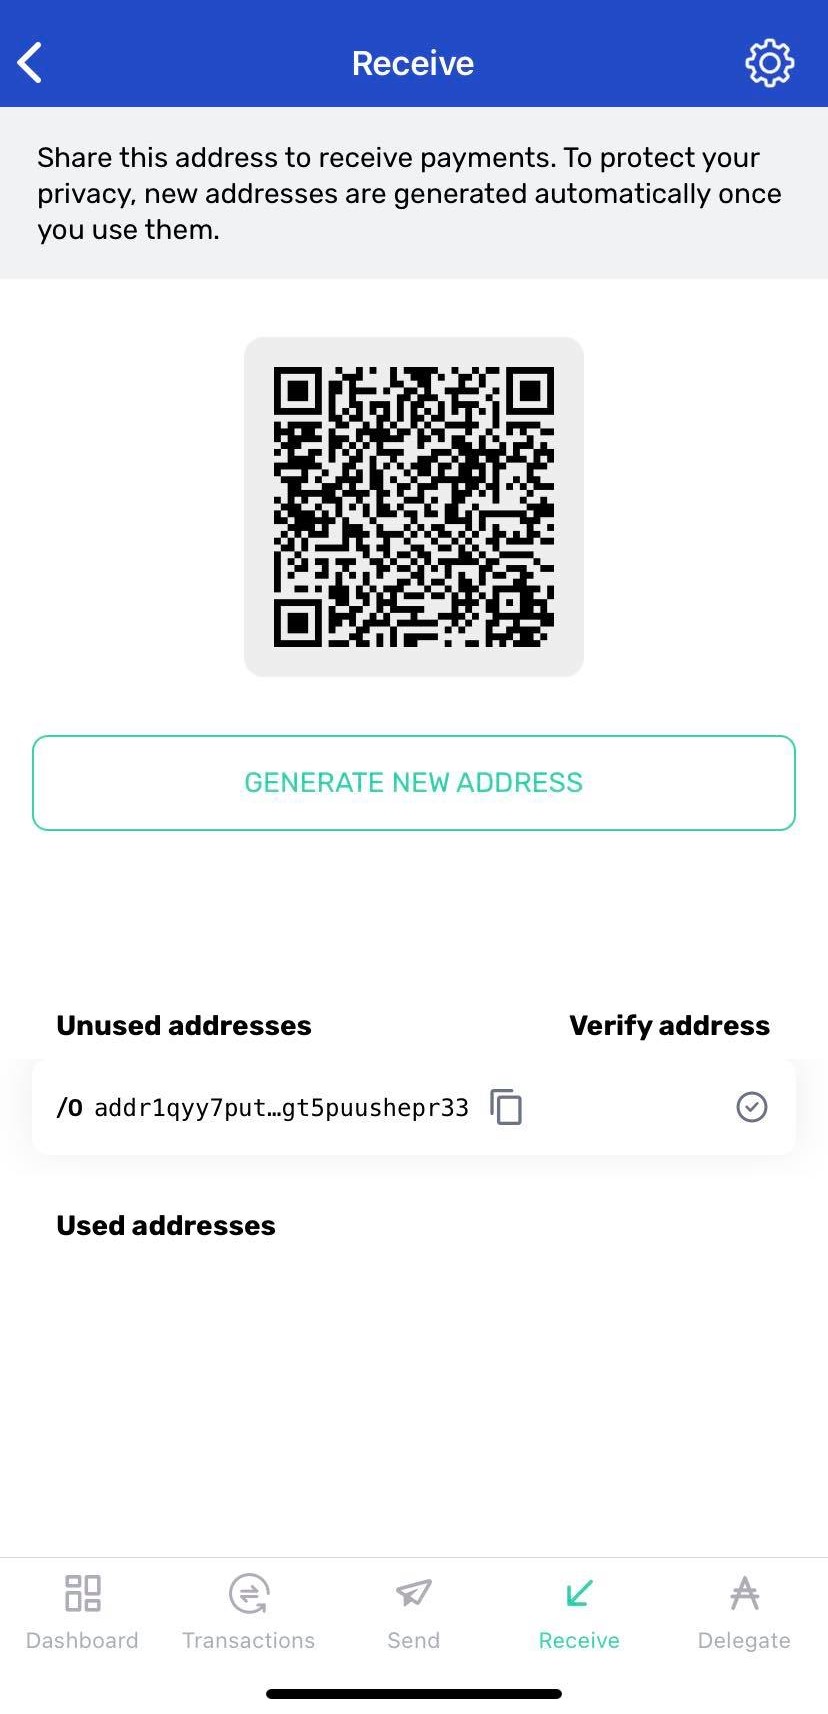 Receive
Share this address to receive payments. To protect your
privacy, new addresses are generated automatically once
you use them.
GENERATE NEW ADDRESS
Unused addresses Verify address
/0 addr1qyy7put...gt5puushepr33
Used addresses
Dashboard Transactions Send Receive Delegate